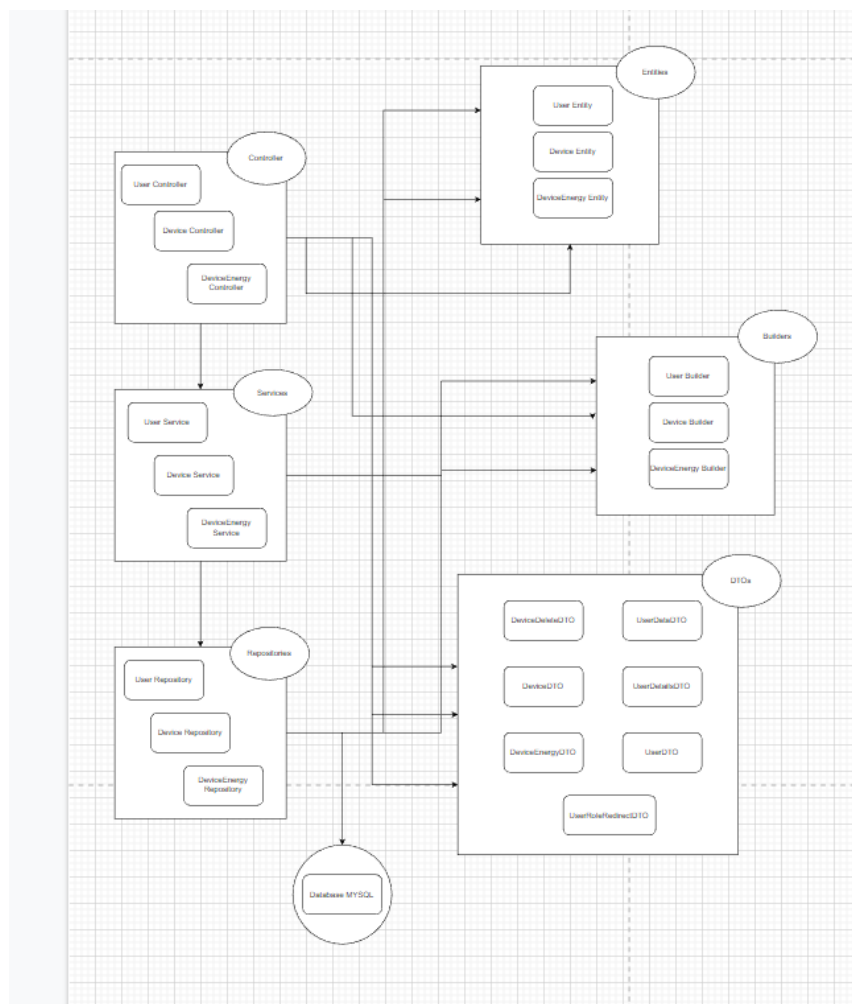 Entities
User Entity
Device Entity
DeviceEnergy Entity
Controller
User Controller
Device Controller
DeviceEnergy
Controller
Builders
User Builder
Device Builder
DeviceEnergy Builder
Services
User Service
Device Service
DeviceEnergy
Service
DTOs
DeviceDeleteDTO
UserDataDTO
DeviceDTO
UserDetailsDTO
DeviceEnergyDTO
UserDTO
UserRoleRedirectDTO
Repositories
User Repository
Device Repository
DeviceEnergy
Repository
Database MYSQL